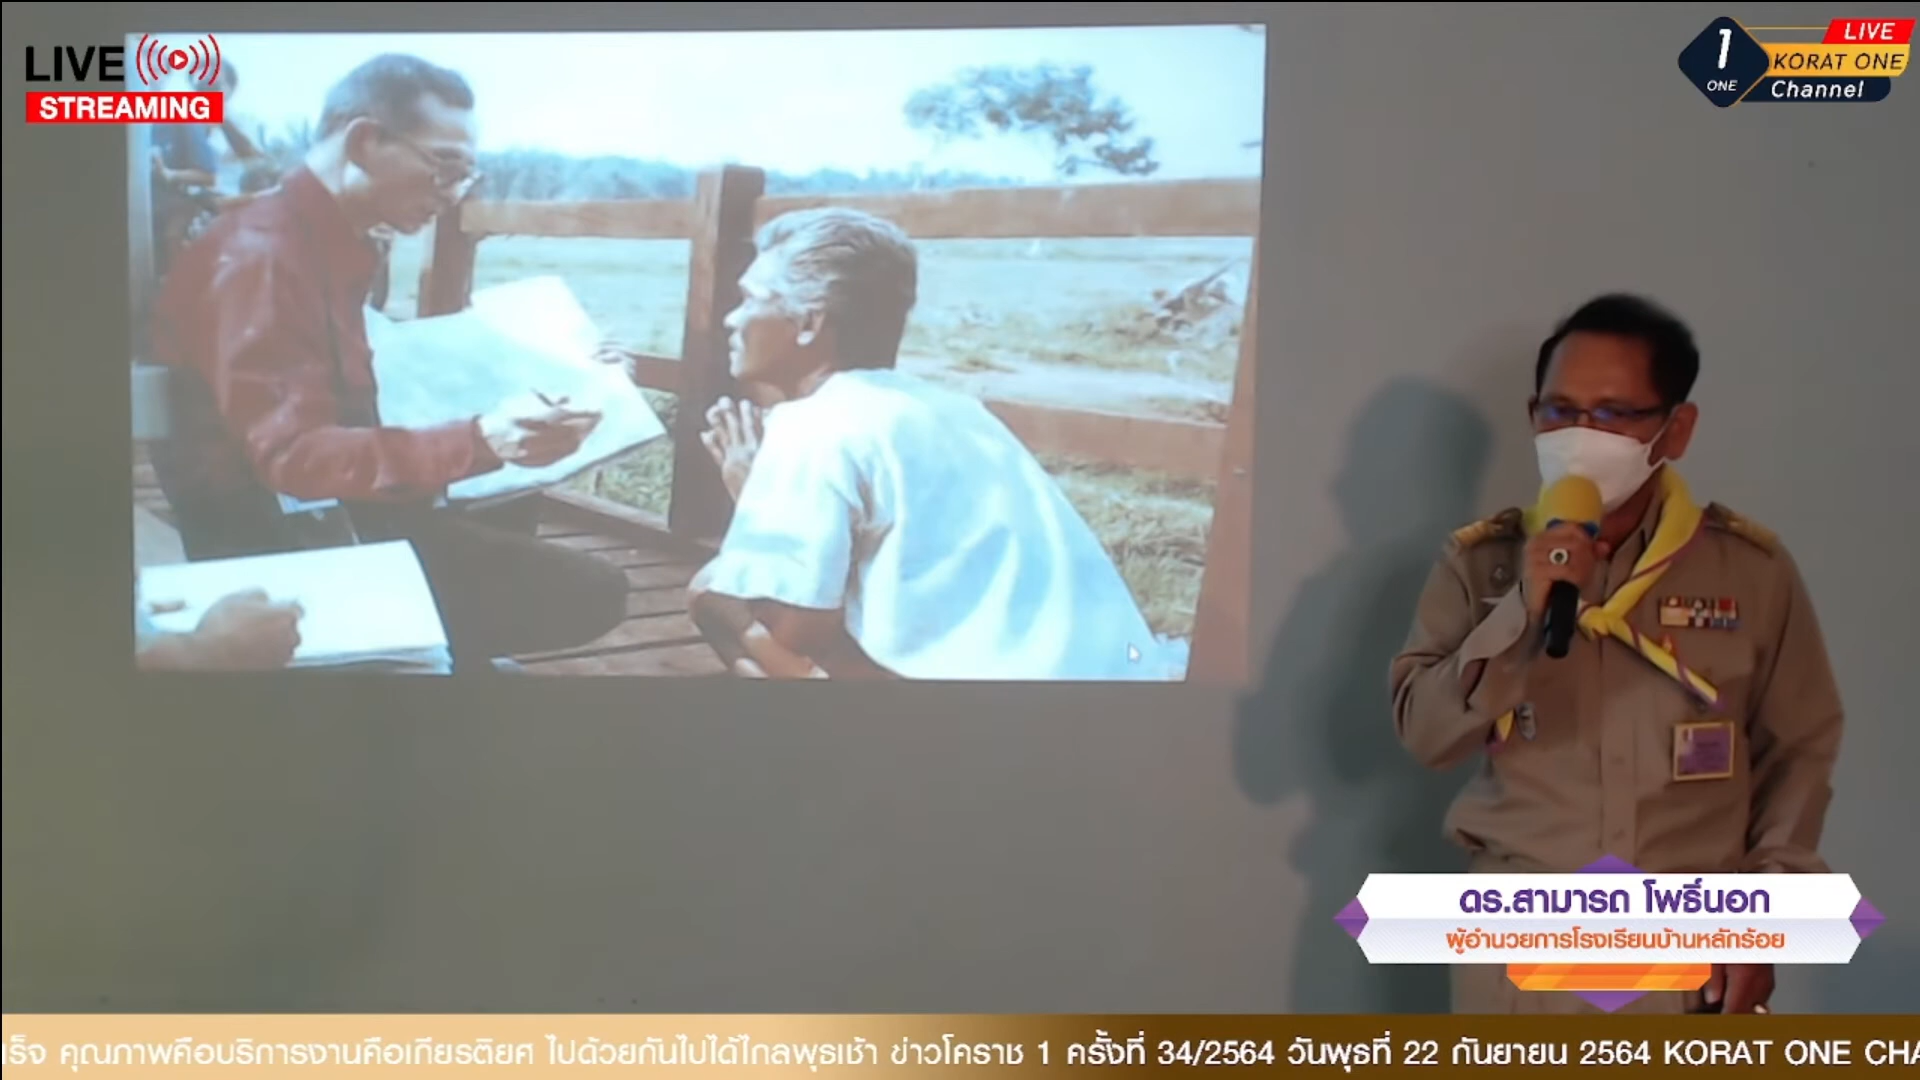 LIVE
STREAMING
1
ONE
LIVE
KORAT ONE
Channel
ดร.สามารถ โพธิ์นอก
ผู้อำนวยการโรงเรียนบ้านหลักร้อย
คุณภาพคือบริการงานคือเกียรติยศ ไปด้วยกันไปได้ไกลพุธเช้า ข่าวโคราช 1 ครั้งที่ 34/2564 วันพุธที่ 22 กันยายน 2564 KORAT ONE